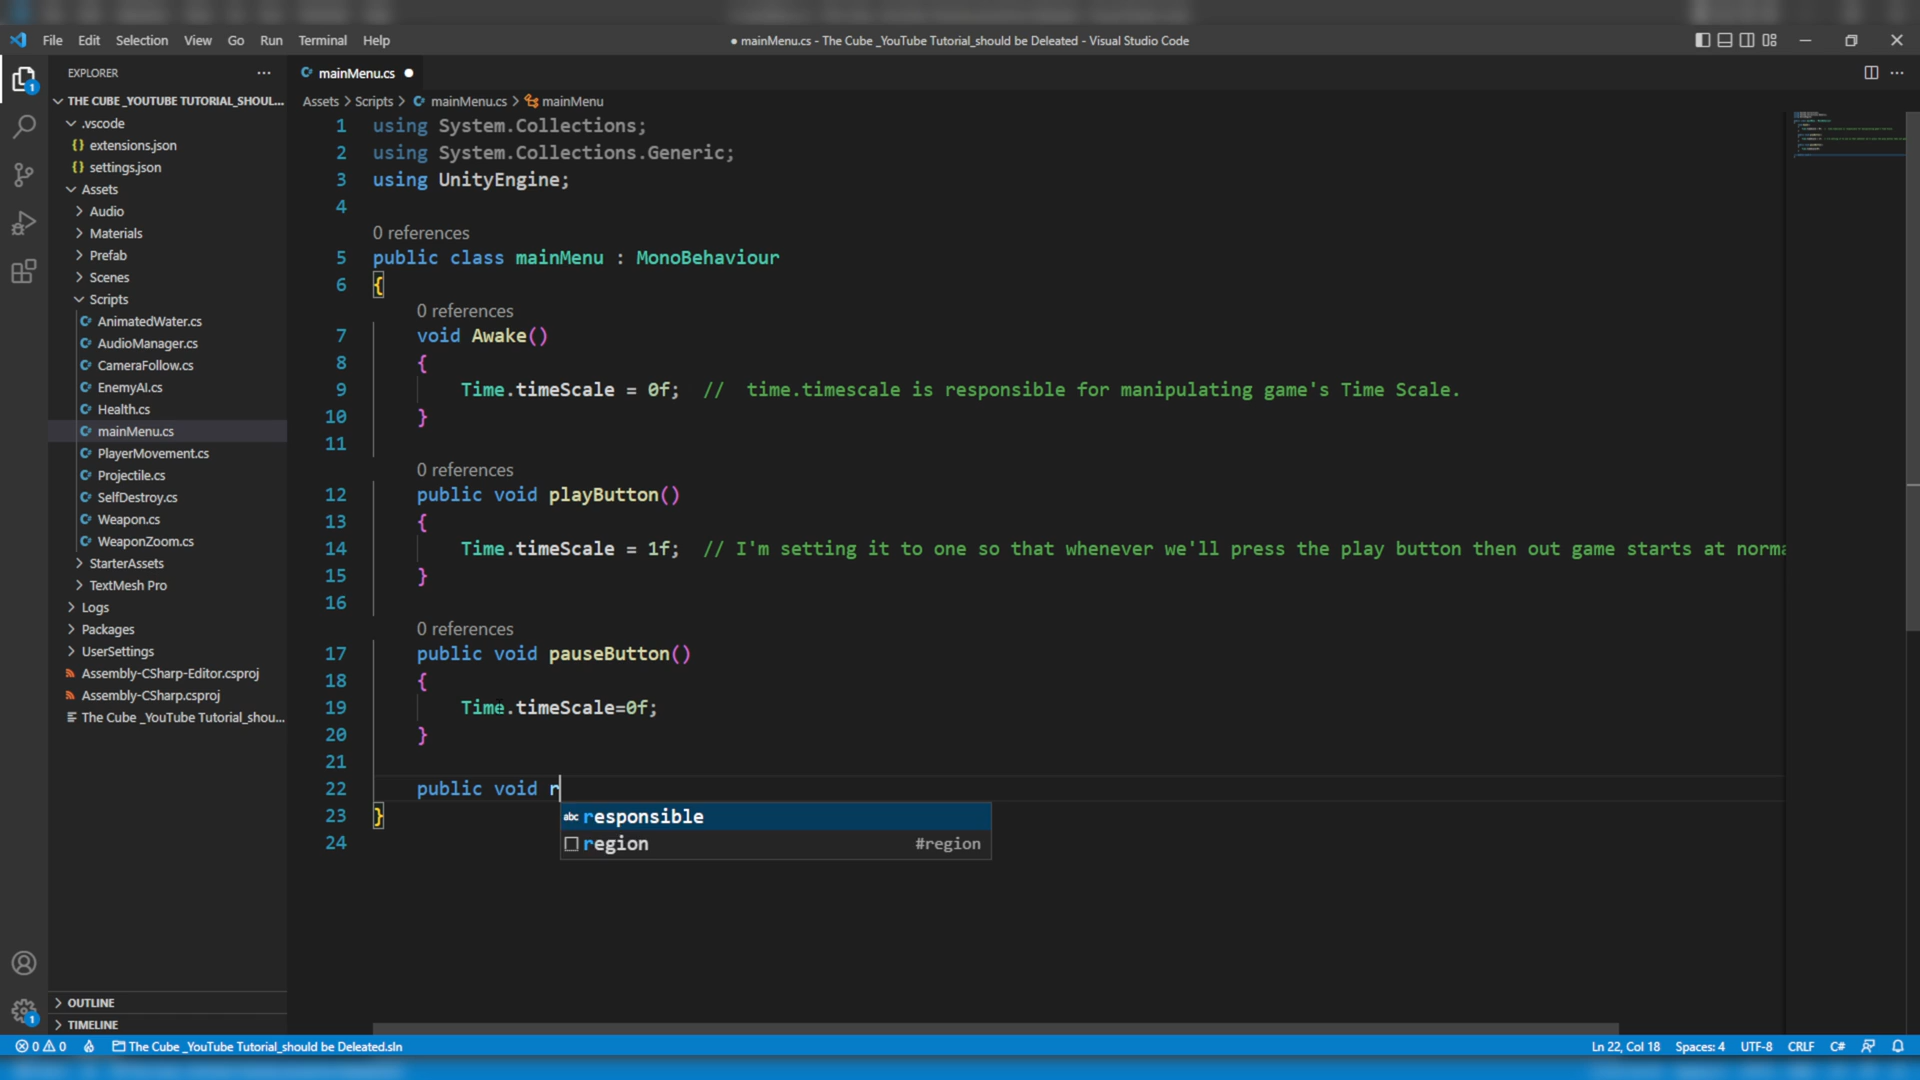 File Edit Selection View Go Run Terminal Help
● mainMenu.cs - The Cube _YouTube Tutorial_should be Deleated - Visual Studio Code
EXPLORER
THE CUBE _YOUTUBE TUTORIAL_SHOUL...
.vscode
{} extensions.json
{} settings.json
Assets
Audio
Materials
Prefab
Scenes
Scripts
AnimatedWater.cs
AudioManager.cs
CameraFollow.cs
EnemyAI.cs
Health.cs
mainMenu.cs
PlayerMovement.cs
Projectile.cs
SelfDestroy.cs
Weapon.cs
WeaponZoom.cs
StarterAssets
TextMesh Pro
Logs
Packages
UserSettings
Assembly-CSharp-Editor.csproj
Assembly-CSharp.csproj
The Cube _YouTube Tutorial_shou...
OUTLINE
TIMELINE
1
1
mainMenu.cs
Assets > Scripts > mainMenu.cs > mainMenu
1 using System.Collections;
2 using System.Collections.Generic;
3 using UnityEngine;
4
0 references
5 public class mainMenu : MonoBehaviour
6 {
0 references
7 void Awake()
8 {
9 Time.timeScale = 0f; //  time.timescale is responsible for manipulating game's Time Scale.
10 }
11
0 references
12 public void playButton()
13 {
14 Time.timeScale = 1f;  // I'm setting it to one so that whenever we'll press the play button then out game starts at norma
15 }
16
0 references
17 public void pauseButton()
18 {
19 Time.timeScale=0f;
20 }
21
22 public void r
23 }
24
abc responsible
region #region
0 0 The Cube _YouTube Tutorial_should be Deleated.sln
Ln 22, Col 18 Spaces: 4 UTF-8 CRLF C#